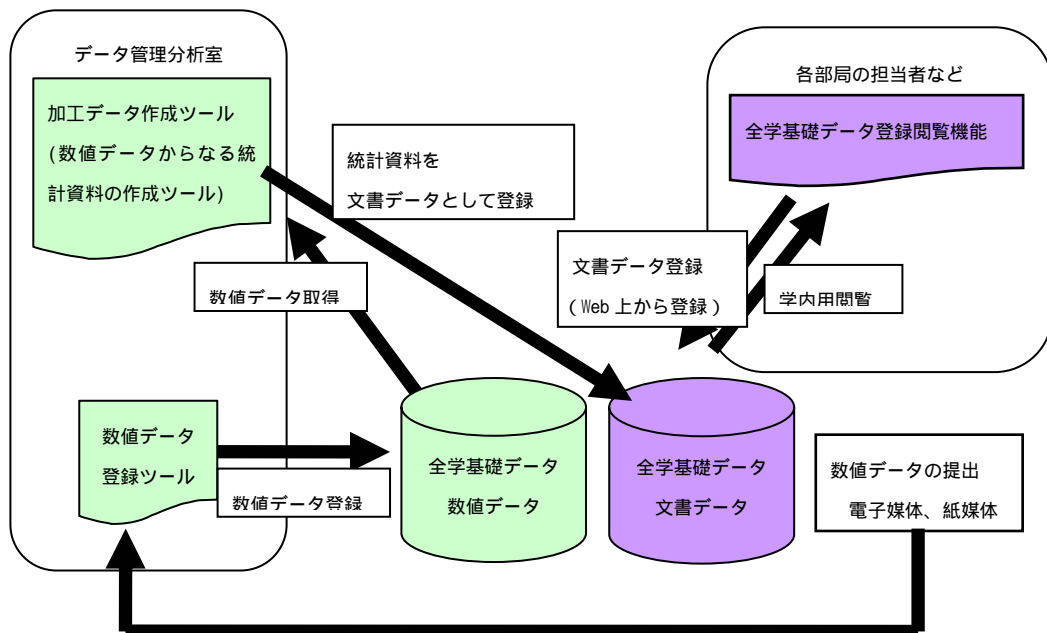 データ管理分析室
加工データ作成ツール
(数値データからなる統
計資料の作成ツール)
統計資料を
文書データとして登録
各部局の担当者など
全学基礎データ登録閲覧機能
数値データ取得
文書データ登録
(Web 上から登録)
学内用閲覧
数値データ
登録ツール
数値データ登録
全学基礎データ
数値データ
全学基礎データ
文書データ
数値データの提出
電子媒体、紙媒体